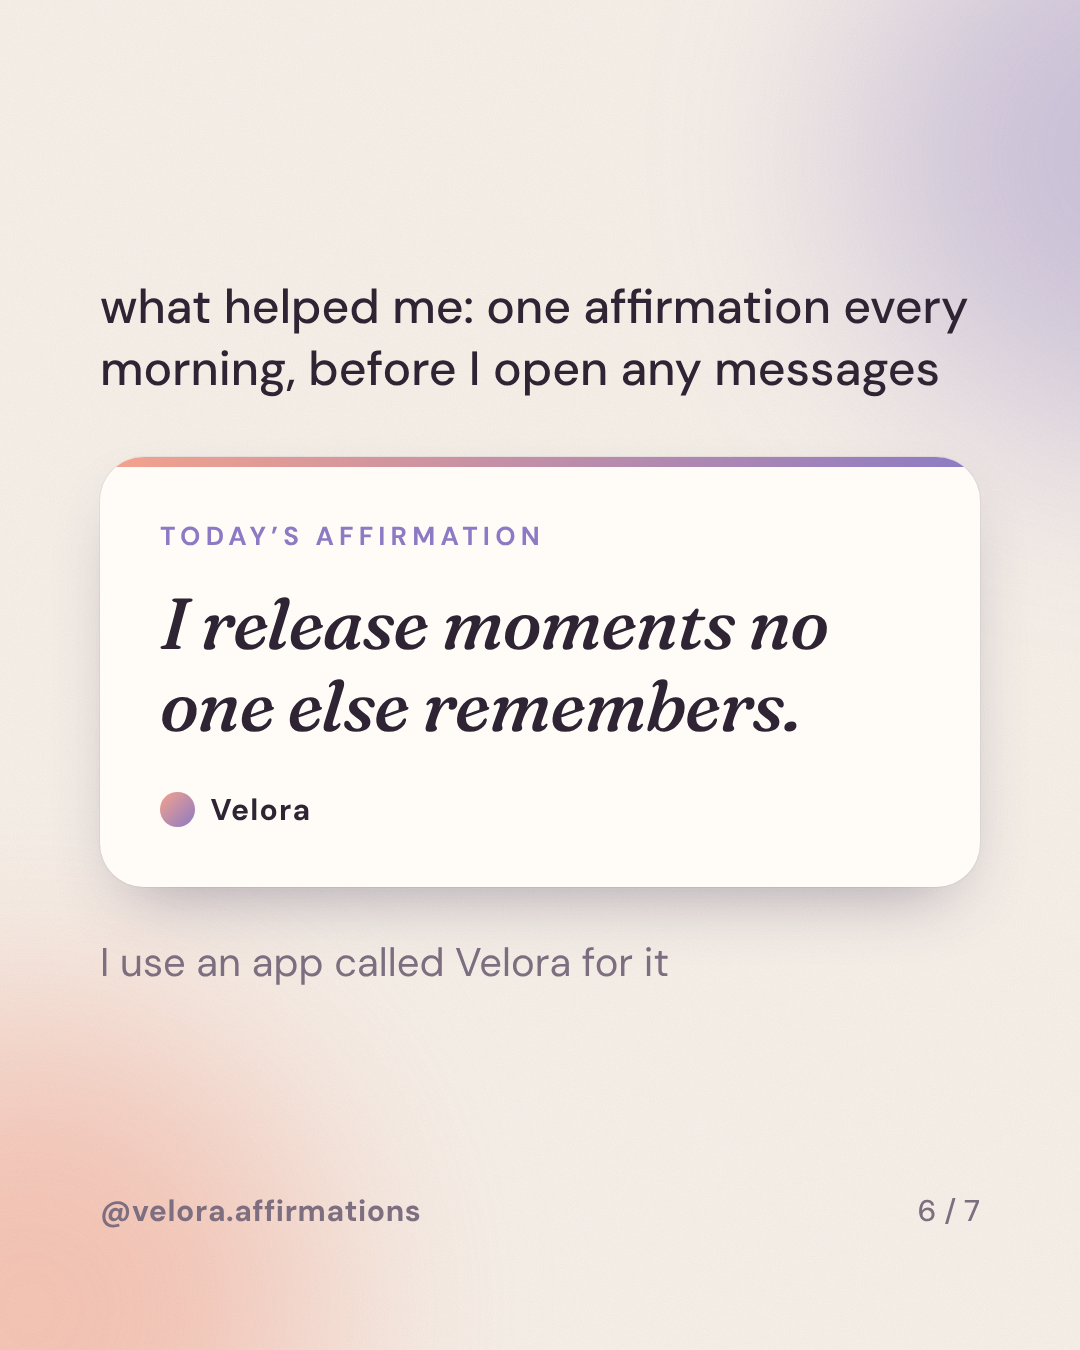 what helped me: one affirmation every
morning, before I open any messages
TODAY’S AFFIRMATION
I release moments no
one else remembers.
Velora
I use an app called Velora for it
@velora.affirmations
6 / 7